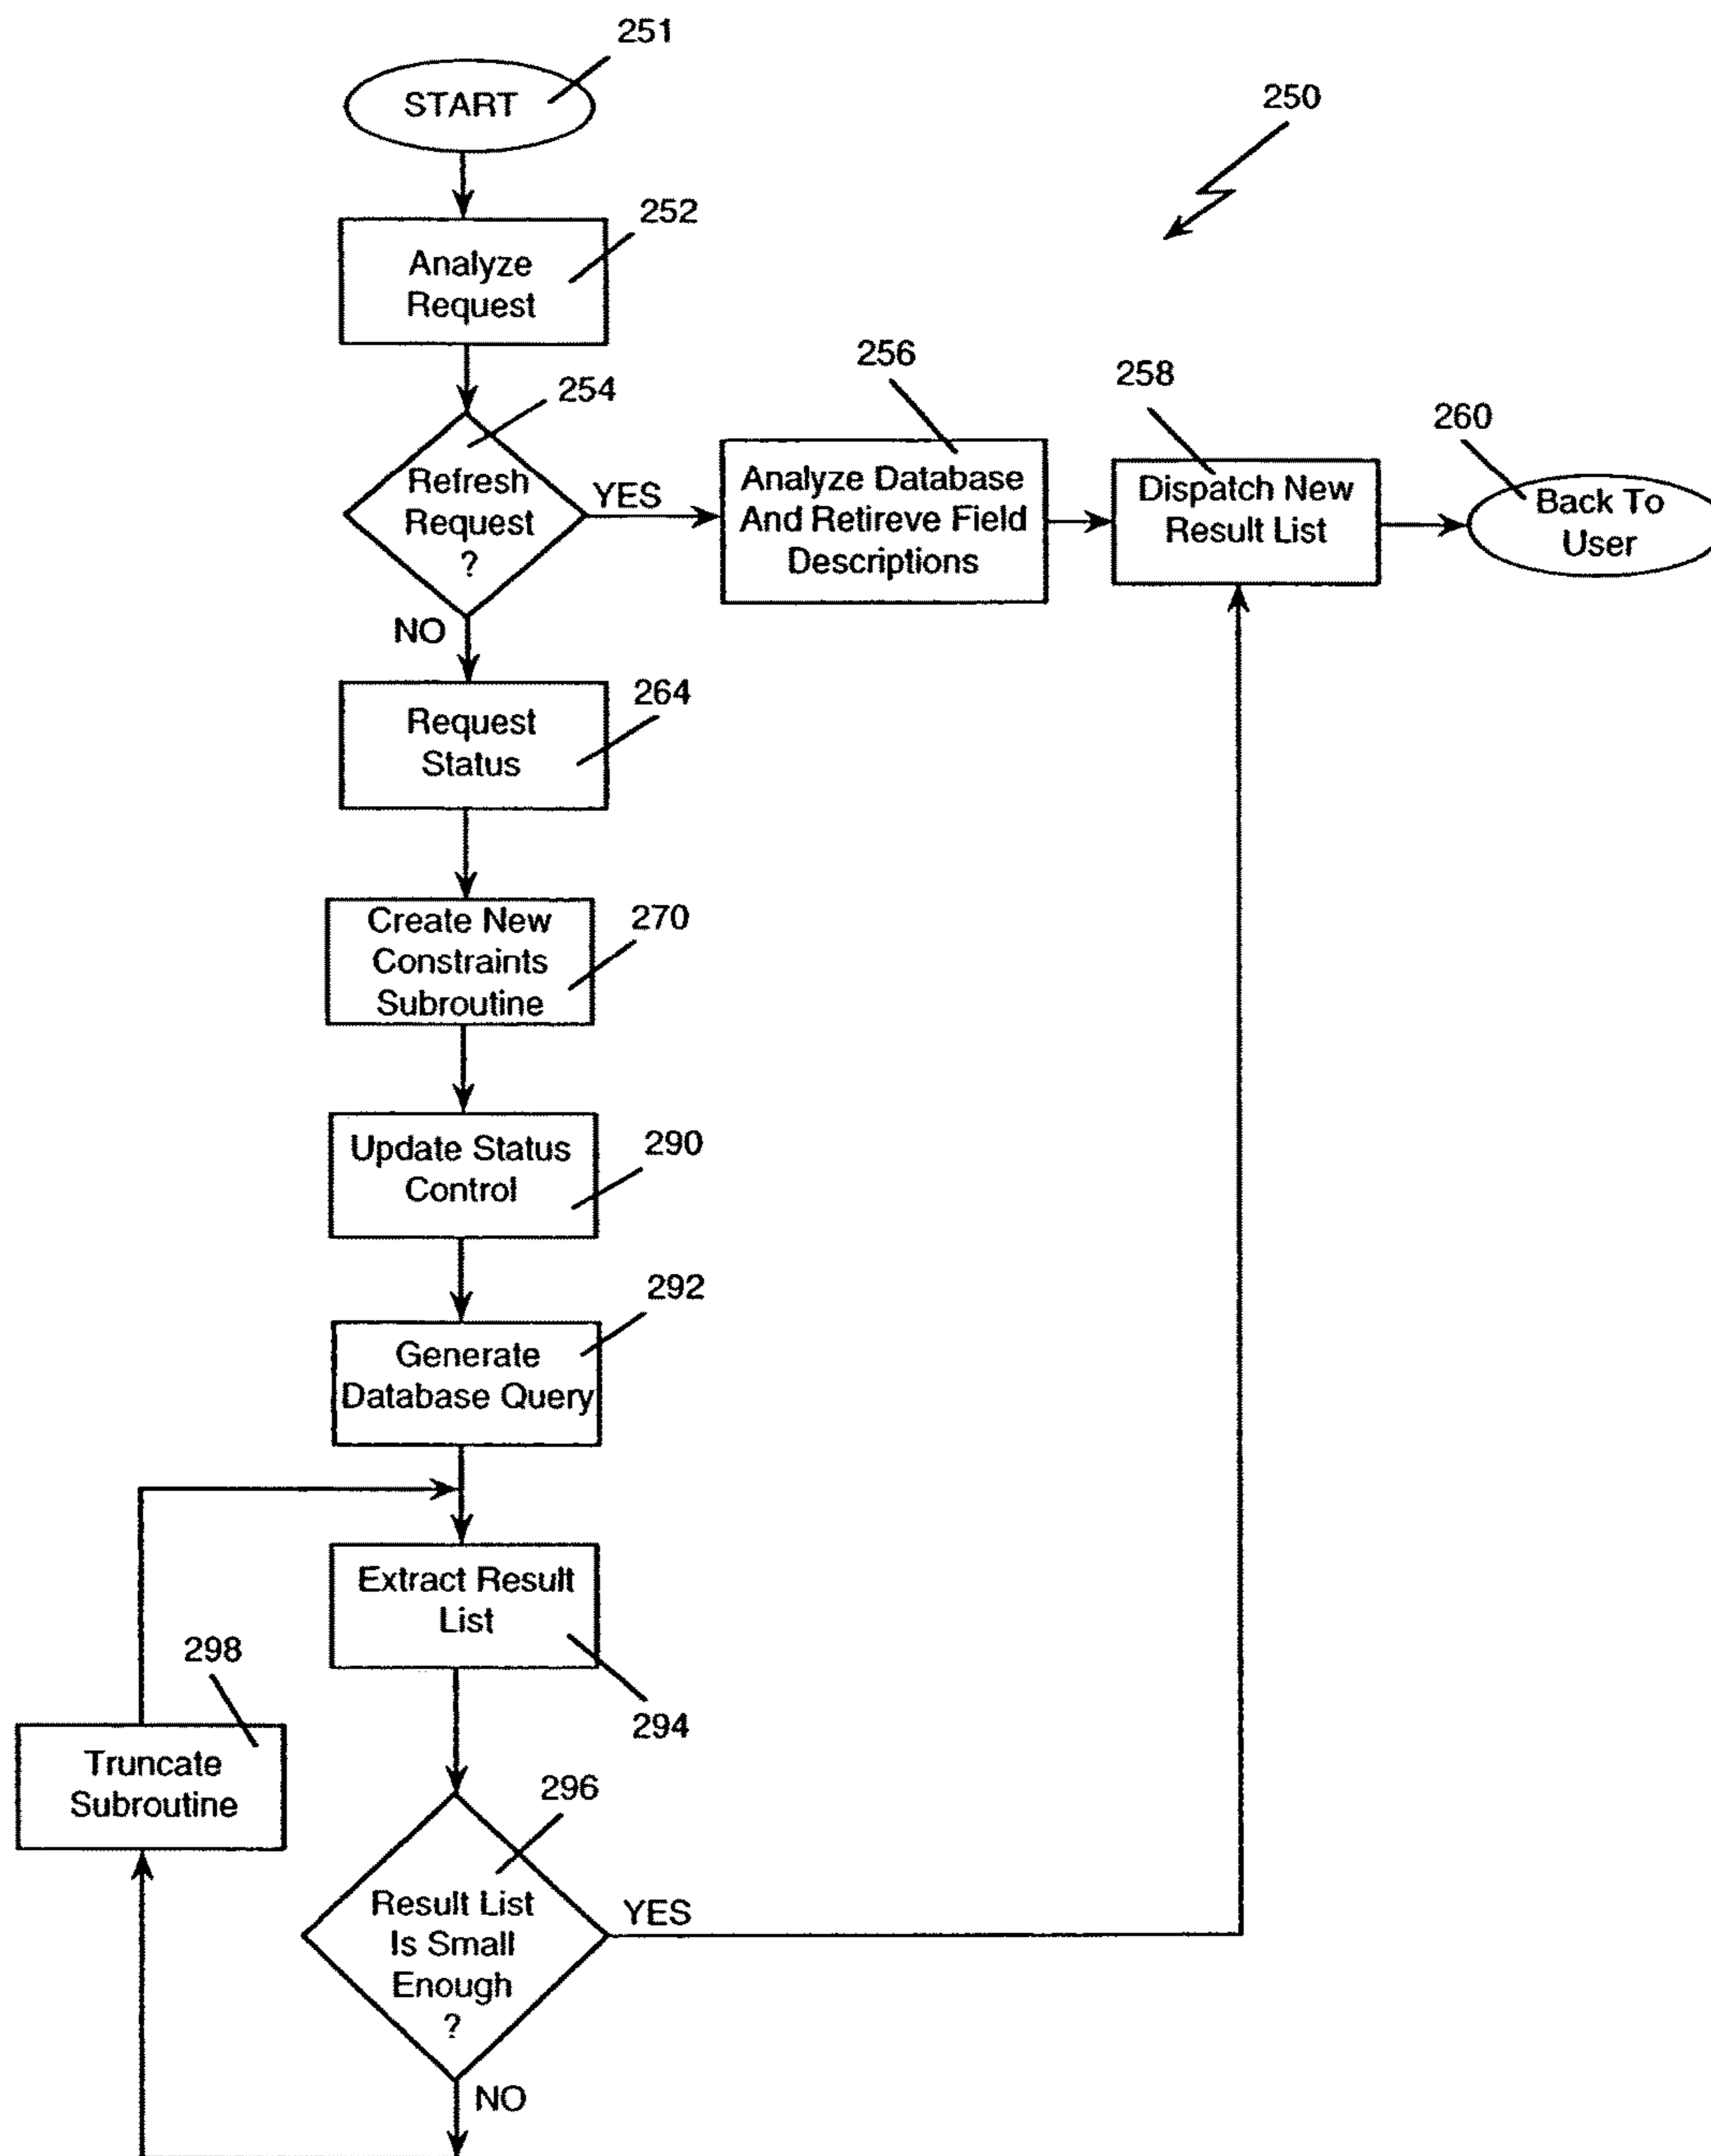 251
START
250
252
Analyze
Request
254
Refresh
Request
?
YES
NO
256
Analyze Database
And Retireve Field
Descriptions
258
Dispatch New
Result List
260
Back To
User
264
Request
Status
270
Create New
Constraints
Subroutine
290
Update Status
Control
292
Generate
Database Query
294
Extract Result
List
298
Truncate
Subroutine
296
Result List
Is Small
Enough
?
YES
NO